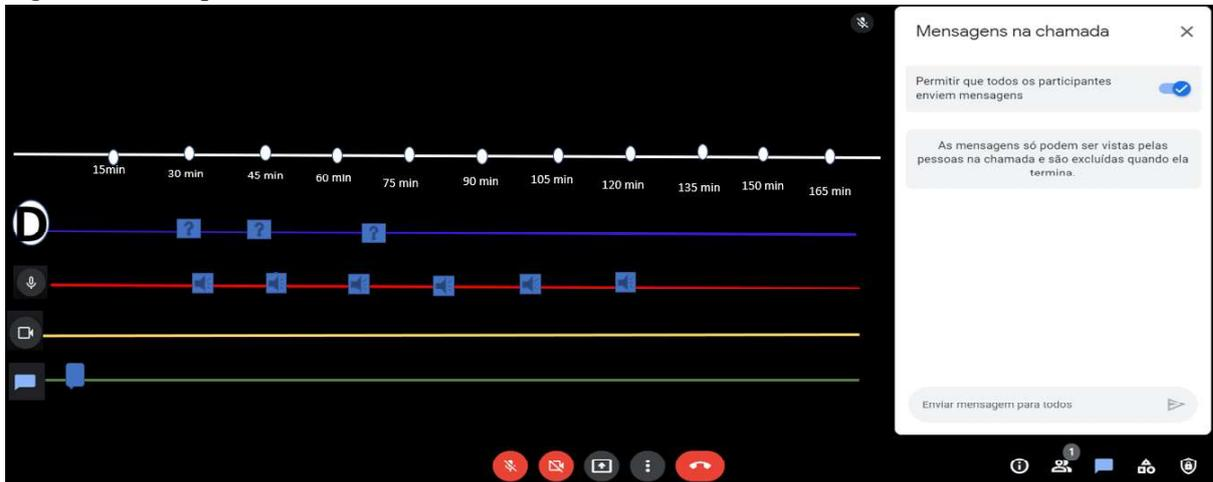 Mensagens na chamada
Permitir que todos os participantes
enviem mensagens
As mensagens só podem ser vistas pelas
pessoas na chamada e são excluídas quando ela
termina.
15min
30 min
45 min
60 min
75 min
90 min
105 min
120 min
135 min
150 min
165 min
D
? ? ?
Enviar mensagem para todos
1